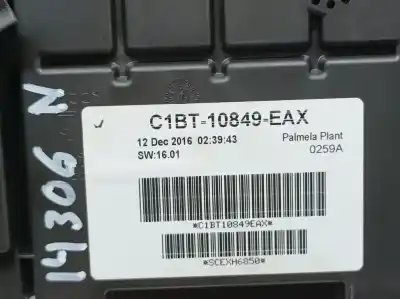 C1BT-10849-EAX
12 Dec 2016 02:39:43
Palmela Plant
SW:16.01
0259A
*C1BT10849EAX*
*SCEXH6850*
14306 N